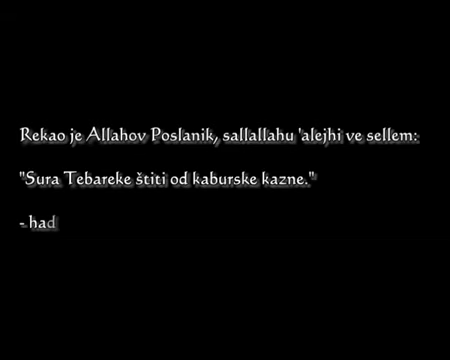 Rekao je Allahov Poslanik, sallallahu 'alejhi ve sellem:
"Sura Tebareke štiti od kaburske kazne."
- had